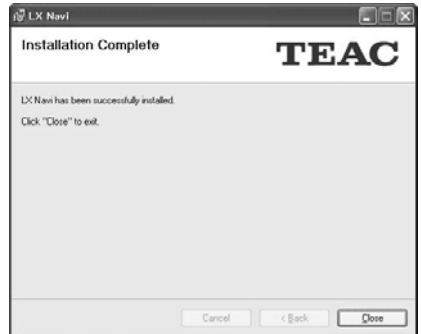 LX Navi
Installation Complete
TEAC
LX Navi has been successfully installed.
Click "Close" to exit.
Cancel
< Back
Close